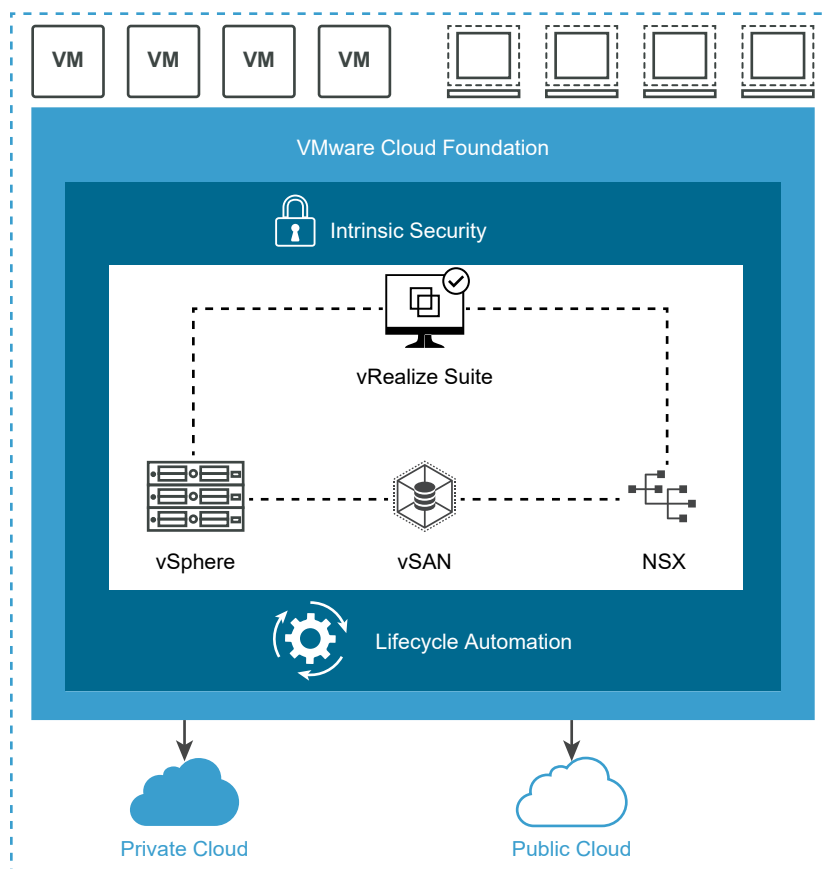 VM VM VM VM
VMware Cloud Foundation
Intrinsic Security
vRealize Suite
vSphere vSAN NSX
Lifecycle Automation
Private Cloud Public Cloud